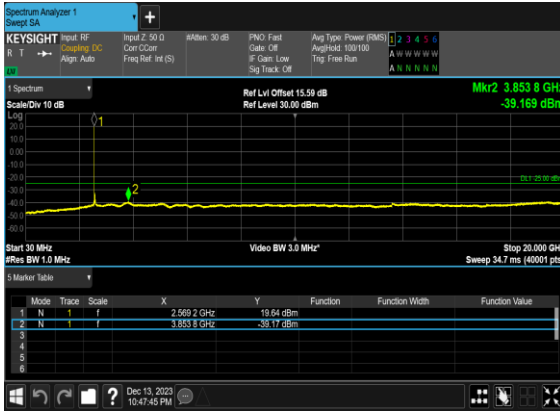 Spectrum Analyzer 1
Swept SA
+
KEYSIGHT Input: RF Input Z: 50 Ω #Atten: 30 dB PNO: Fast Avg Type: Power (RMS) 1 2 3 4 5 6
R T Coupling: DC Corr CCorr Gate: Off Avg|Hold: 100/100 A W W W W W
Align: Auto Freq Ref: Int (S) IF Gain: Low Trig: Free Run
Sig Track: Off A N N N N N
1 Spectrum Ref Lvl Offset 15.59 dB Mkr2 3.853 8 GHz
Scale/Div 10 dB Ref Level 30.00 dBm -39.169 dBm
Log
20.0
10.0
0.00
-10.0
-20.0
-30.0
-40.0
-50.0
-60.0
1
2
DL1 -25.00 dBm
Start 30 MHz Video BW 3.0 MHz* Stop 20.000 GHz
#Res BW 1.0 MHz Sweep 34.7 ms (40001 pts)
5 Marker Table
Mode Trace Scale X Y Function Function Width Function Value
1 N 1 f 2.569 2 GHz 19.64 dBm
2 N 1 f 3.853 8 GHz -39.17 dBm
3
4
5
6
? Dec 13, 2023
10:47:45 PM